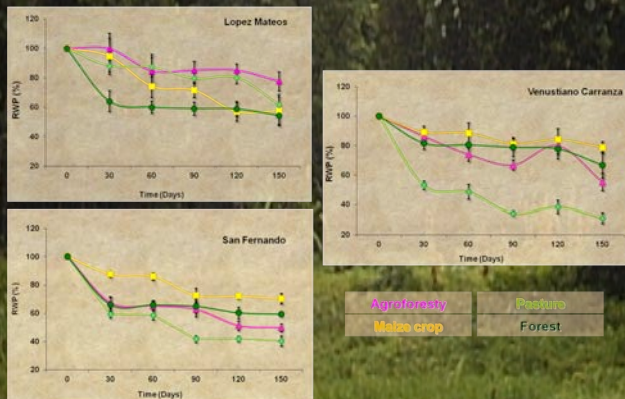 Lopez Mateos
120
100
80
60
40
20
RWP (%)
0 30 60 90 120 150
Time (Days)
Venustiano Carranza
120
100
80
60
40
20
RWP (%)
0 30 60 90 120 150
Time (Days)
San Fernando
120
100
80
60
40
20
RWP (%)
0 30 60 90 120 150
Time (Days)
Agroforesty Pasture
Maize crop Forest